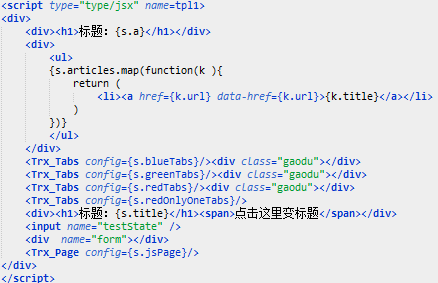 <script type="type/jsx" name=tpl1>
<div>
    <div><h1>标题: {s.a}</h1></div>
    <div>
        <ul>
        {s.articles.map(function(k ){
            return (
                <li><a href={k.url} data-href={k.url}>{k.title}</a></li>
            )
        })}
        </ul>
    </div>
    <Trx_Tabs config={s.blueTabs}/><div class="gaodu"></div>
    <Trx_Tabs config={s.greenTabs}/><div class="gaodu"></div>
    <Trx_Tabs config={s.redTabs}/><div class="gaodu"></div>
    <Trx_Tabs config={s.redOnlyOneTabs}/>
    <div><h1>标题: {s.title}</h1><span>点击这里变标题</span></div>
    <input name="testState" />
    <div  name="form"></div>
    <Trx_Page config={s.jsPage}/>
</div>
</script>